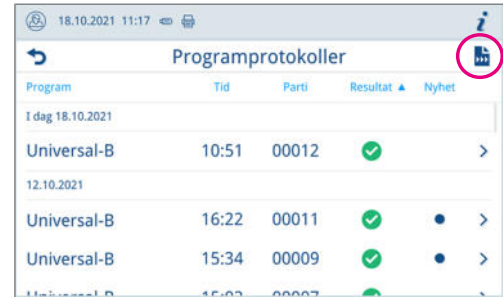 18.10.2021 11:17 i
Programprotokoller
Program Tid Parti Resultat ▲ Nyhet
I dag 18.10.2021
Universal-B 10:51 00012
12.10.2021
Universal-B 16:22 00011
Universal-B 15:34 00009